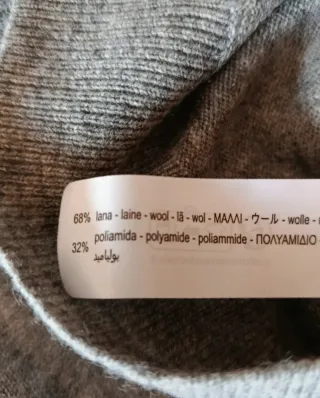 68% lana - laine - wool - lã - wol - ΜΑΛΛΙ - ウール - wolle -
32% poliamida - polyamide - poliammide - ΠΟΛΥΑΜΙΔΙΟ -
بولياميد